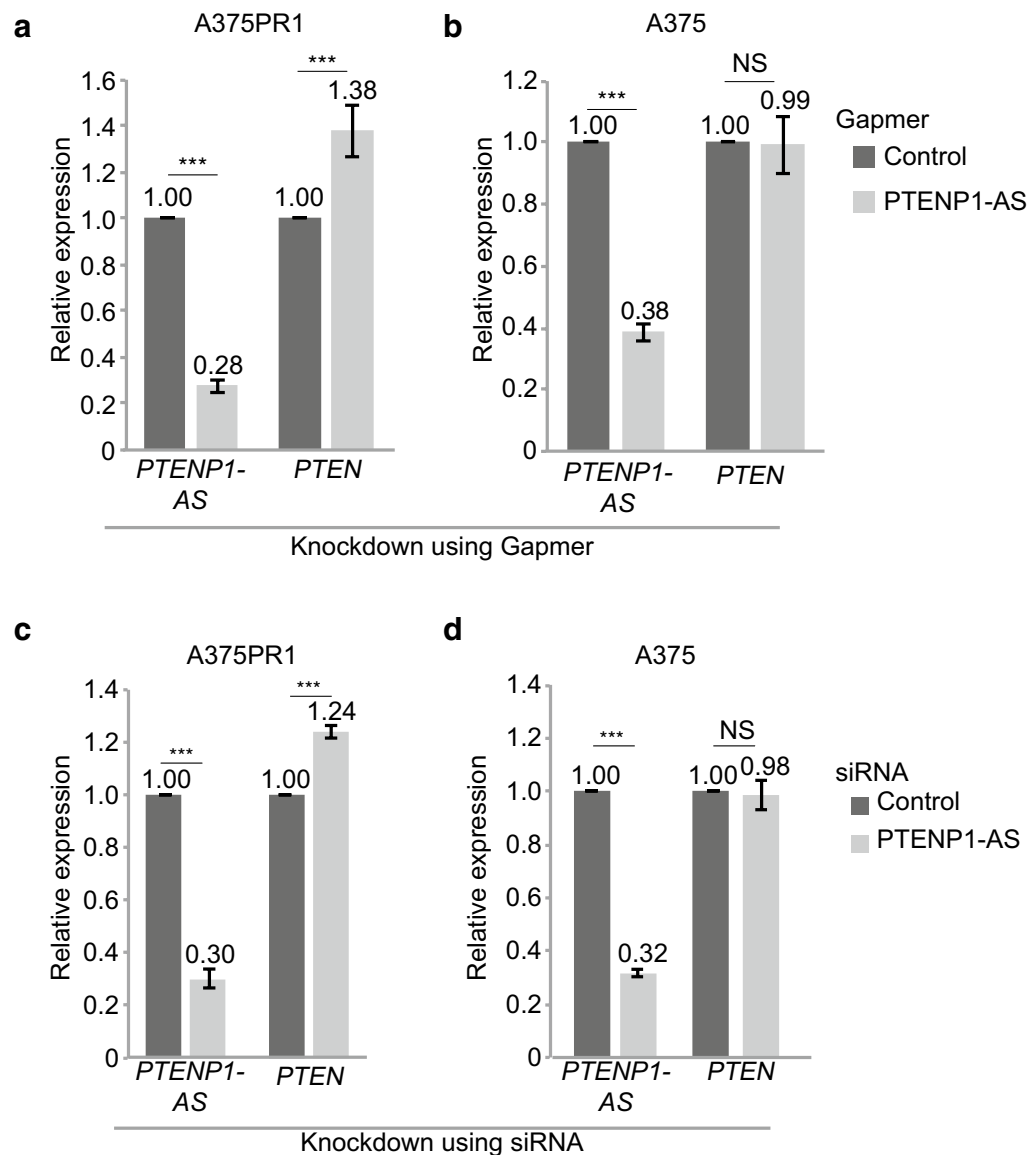 a
A375PR1
Relative expression
1.6
1.4
1.2
1.0
0.8
0.6
0.4
0.2
0
***
1.00
0.28
***
1.00
1.38
PTENP1-
AS
PTEN
b
A375
Relative expression
1.2
1.0
0.8
0.6
0.4
0.2
0
***
1.00
0.38
NS
1.00
0.99
PTENP1-
AS
PTEN
Gapmer
Control
PTENP1-AS
Knockdown using Gapmer
c
A375PR1
Relative expression
1.4
1.2
1.0
0.8
0.6
0.4
0.2
0
***
1.00
0.30
***
1.00
1.24
PTENP1-
AS
PTEN
d
A375
Relative expression
1.4
1.2
1.0
0.8
0.6
0.4
0.2
0
***
1.00
0.32
NS
1.00
0.98
PTENP1-
AS
PTEN
siRNA
Control
PTENP1-AS
Knockdown using siRNA